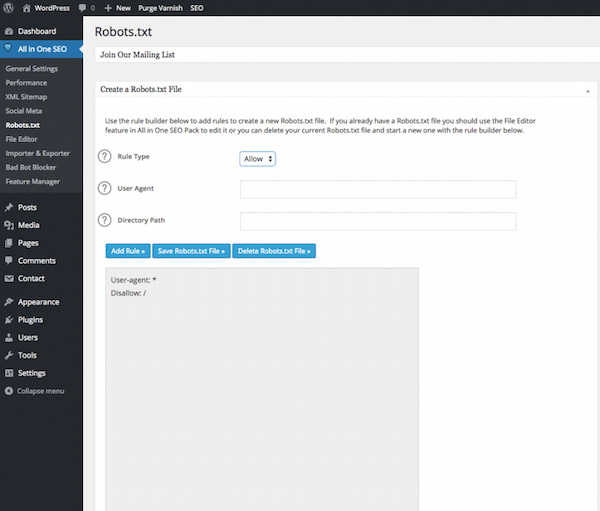 WordPress 0 + New Purge Varnish SEO
Dashboard
All in One SEO
General Settings
Performance
XML Sitemap
Social Meta
Robots.txt
File Editor
Importer & Exporter
Bad Bot Blocker
Feature Manager
Posts
Media
Pages
Comments
Contact
Appearance
Plugins
Users
Tools
Settings
Collapse menu
Robots.txt
Join Our Mailing List
Create a Robots.txt File
Use the rule builder below to add rules to create a new Robots.txt file. If you already have a Robots.txt file you should use the File Editor
feature in All in One SEO Pack to edit it or you can delete your current Robots.txt file and start a new one with the rule builder below.
? Rule Type Allow
? User Agent
? Directory Path
Add Rule » Save Robots.txt File » Delete Robots.txt File »
User-agent: *
Disallow: /